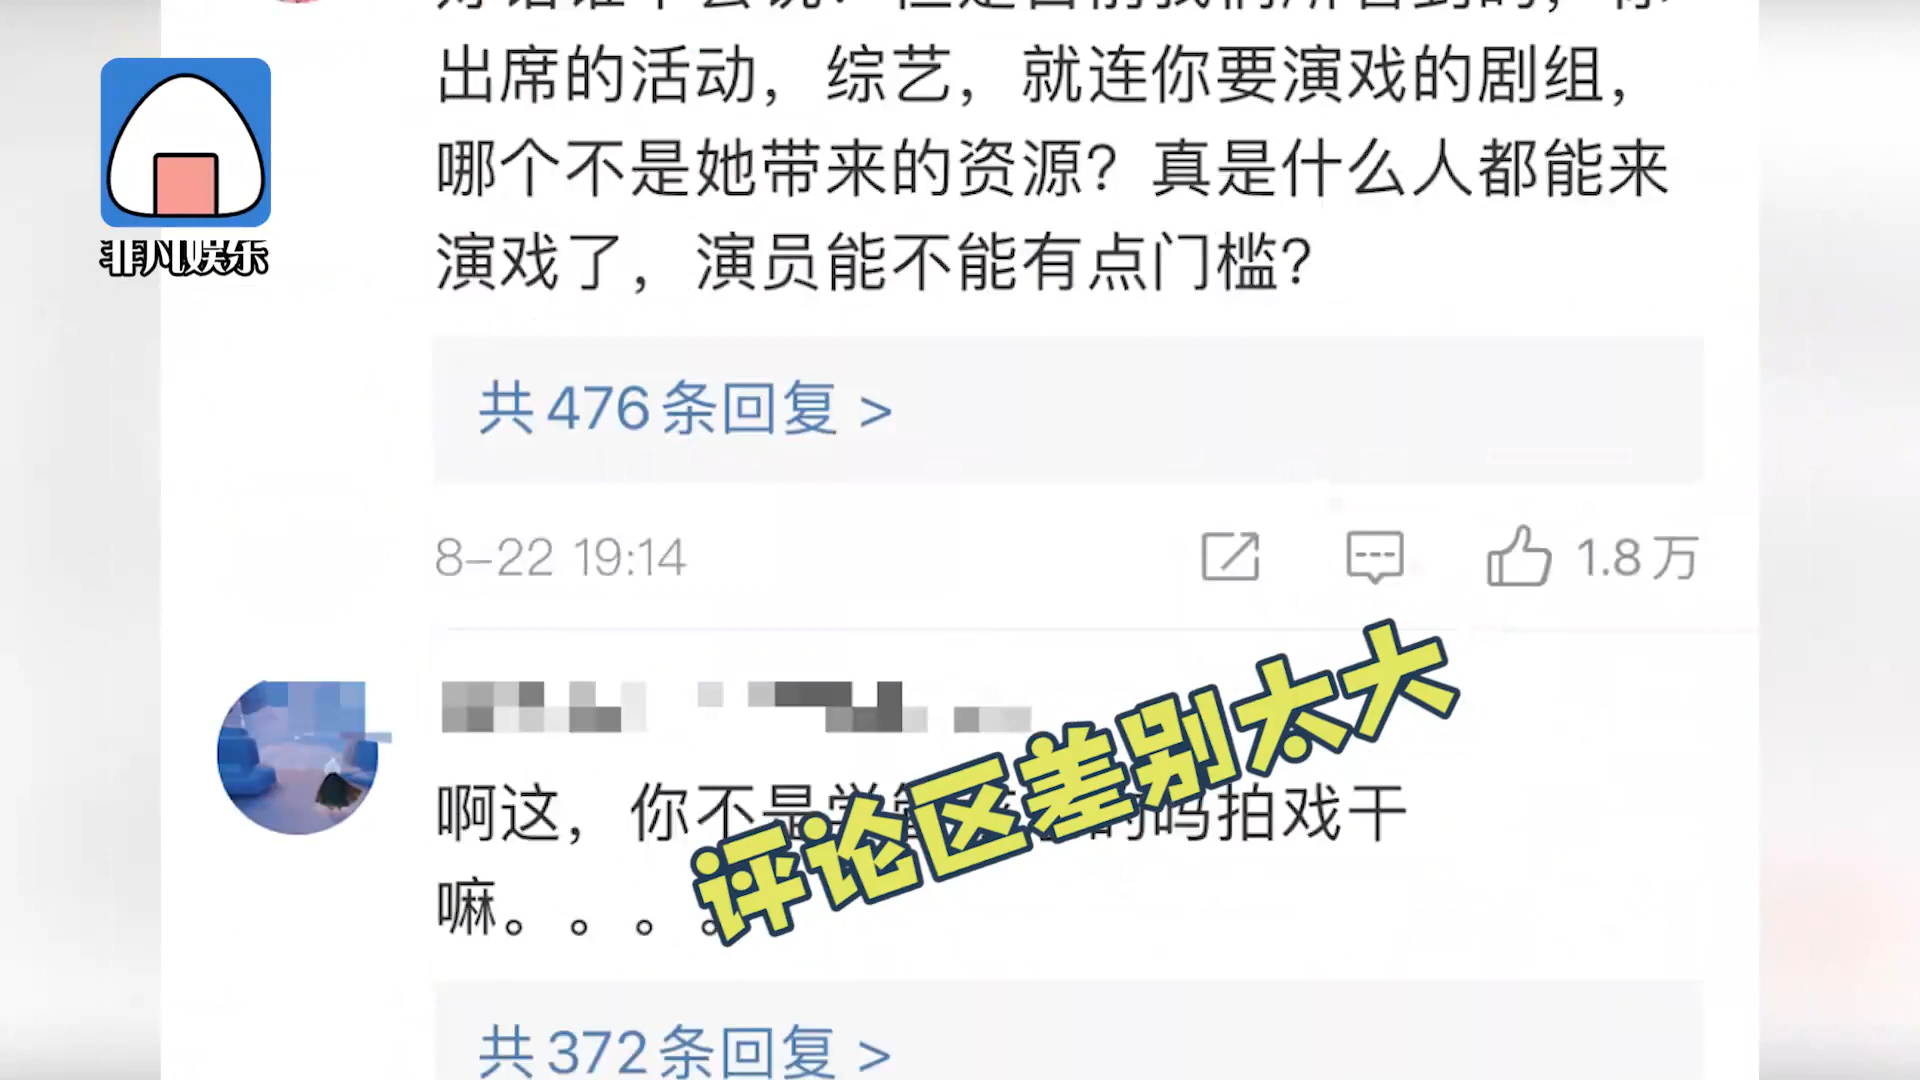 出席的活动，综艺，就连你要演戏的剧组，
非凡娱乐
哪个不是她带来的资源？真是什么人都能来
演戏了，演员能不能有点门槛？
共476条回复 >
8-22 19:14
1.8万
评论区差别太大
啊这，你不是学的吗拍戏干
嘛。。。。
共372条回复 >